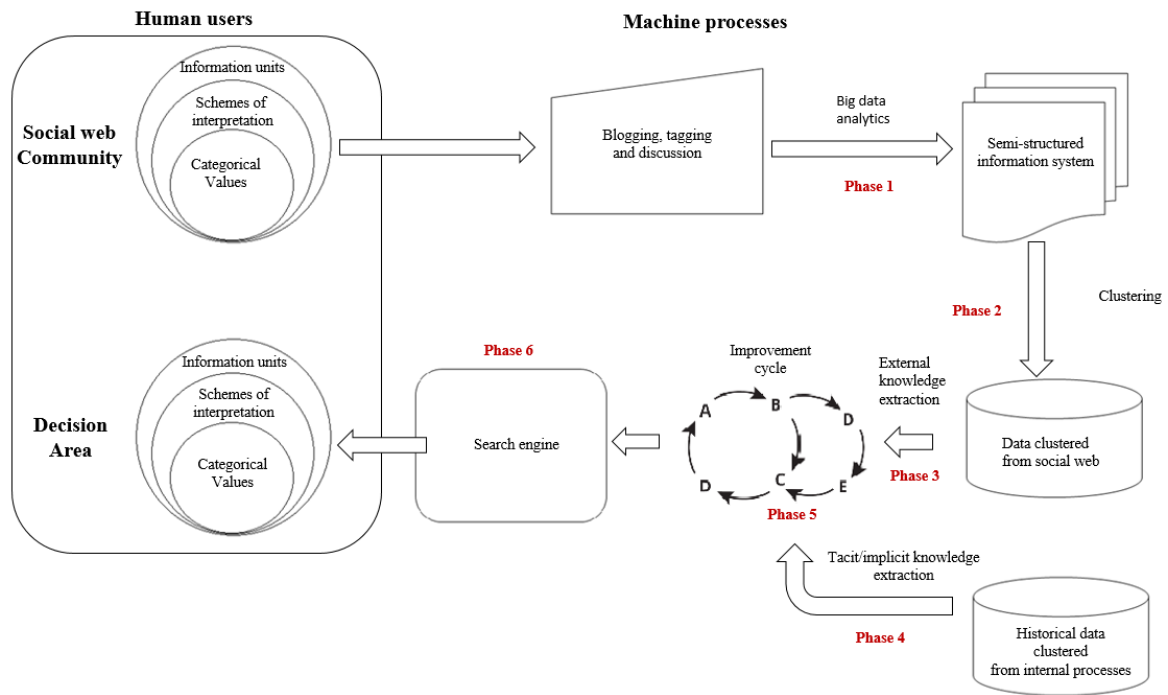 Human users
Machine processes
Information units
Schemes of
interpretation
Categorical
Values
Social web
Community
Blogging, tagging
and discussion
Big data
analytics
Phase 1
Semi-structured
information system
Phase 2
Clustering
Information units
Schemes of
interpretation
Categorical
Values
Decision
Area
Phase 6
Search engine
Improvement
cycle
A
B
D
E
C
D
Phase 5
External
knowledge
extraction
Phase 3
Data clustered
from social web
Tacit/implicit knowledge
extraction
Phase 4
Historical data
clustered
from internal processes